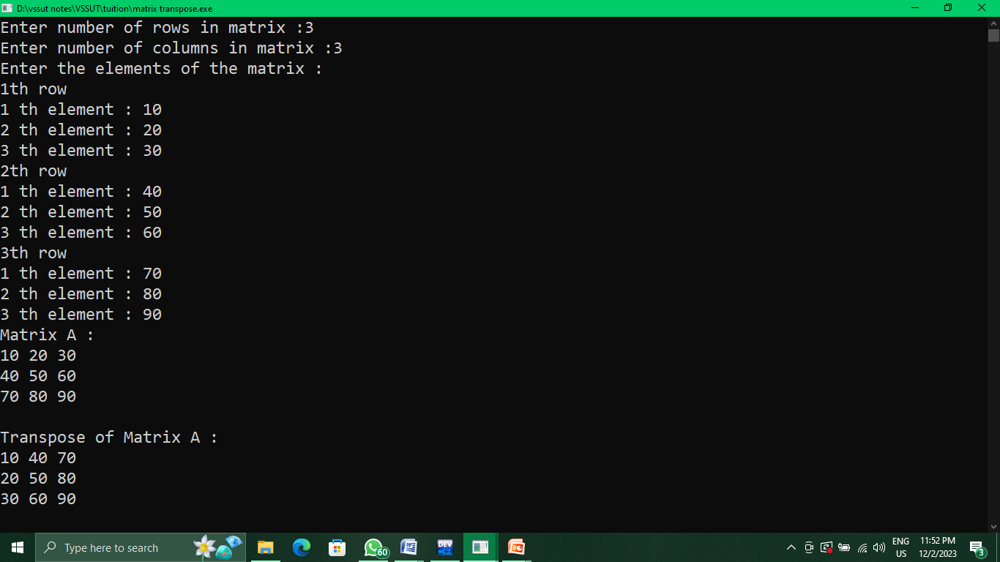 D:\vssut notes\VSSUT\tuition\matrix transpose.exe
Enter number of rows in matrix :3
Enter number of columns in matrix :3
Enter the elements of the matrix :
1th row
1 th element : 10
2 th element : 20
3 th element : 30
2th row
1 th element : 40
2 th element : 50
3 th element : 60
3th row
1 th element : 70
2 th element : 80
3 th element : 90
Matrix A :
10 20 30
40 50 60
70 80 90
Transpose of Matrix A :
10 40 70
20 50 80
30 60 90
Type here to search
60
W
DEV
ENG
US
11:52 PM
12/2/2023
3